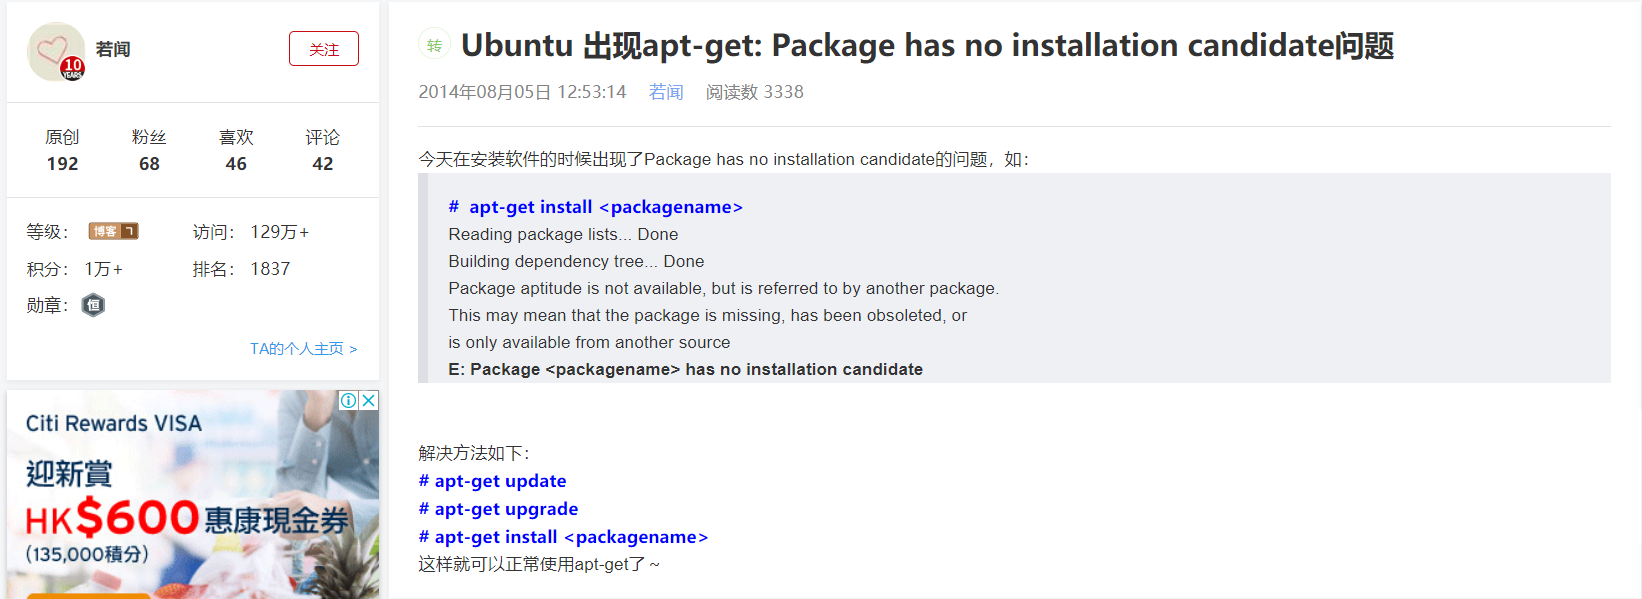 10
YEARS
若闻
关注
原创
粉丝
喜欢
评论
192
68
46
42
等级：
博客
7
访问： 129万+
积分： 1万+
排名： 1837
勋章：
恒
TA的个人主页 >
Citi Rewards VISA
迎新賞
HK$600惠康現金券
(135,000積分)
转
Ubuntu 出现apt-get: Package has no installation candidate问题
2014年08月05日 12:53:14 若闻 阅读数 3338
今天在安装软件的时候出现了Package has no installation candidate的问题，如：
# apt-get install <packagename>
Reading package lists... Done
Building dependency tree... Done
Package aptitude is not available, but is referred to by another package.
This may mean that the package is missing, has been obsoleted, or
is only available from another source
E: Package <packagename> has no installation candidate
解决方法如下：
# apt-get update
# apt-get upgrade
# apt-get install <packagename>
这样就可以正常使用apt-get了～